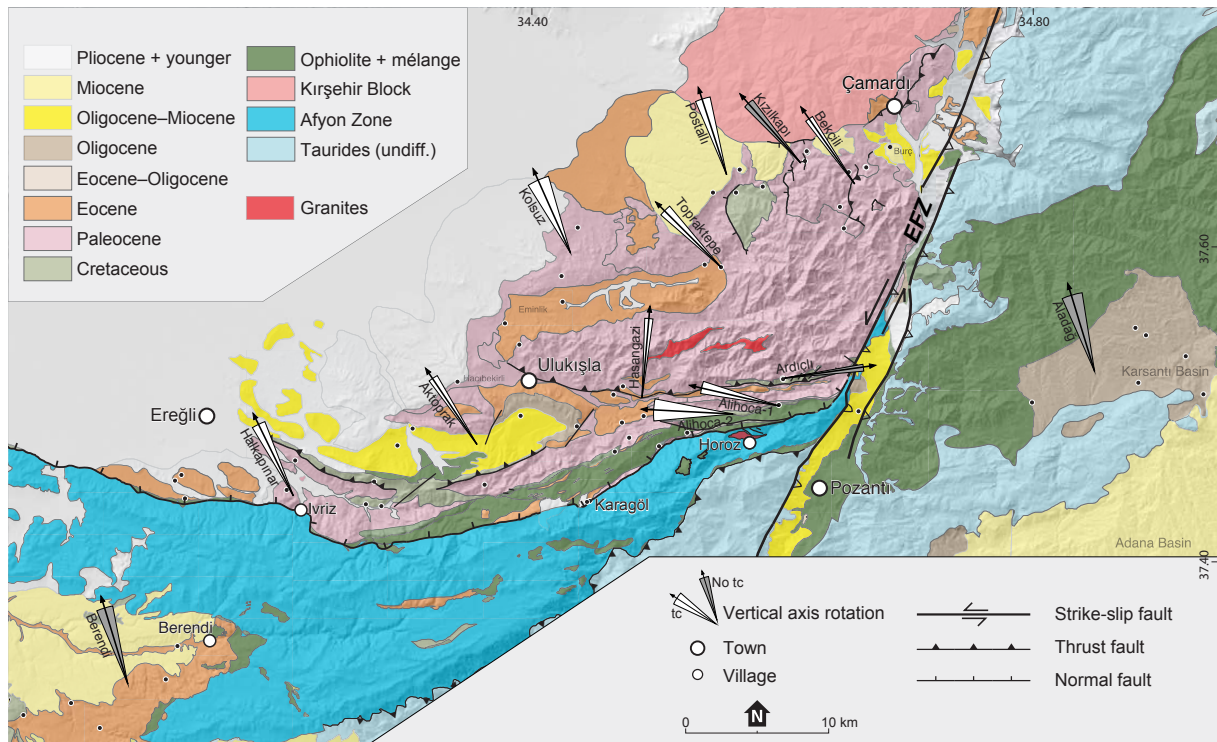 34.40
34.80
Pliocene + younger
Miocene
Oligocene–Miocene
Oligocene
Eocene–Oligocene
Eocene
Paleocene
Cretaceous
Ophiolite + mélange
Kırşehir Block
Afyon Zone
Taurides (undiff.)
Granites
Çamardı
Postallı
Kızılkapı
Bekçili
Burç
Kolsuz
Topraktepe
EFZ
37.60
Eminlik
Aladağ
Hasangazi
Ulukışla
Hacıbekirli
Ardıçlı
Karsantı Basin
Aktoprak
Alihoca-1
Ereğli
Alihoca-2
Halkapınar
Horoz
Pozantı
Ivriz
Karagöl
Adana Basin
37.40
No tc
tc
Vertical axis rotation
Strike-slip fault
Berendi
Berendi
Town
Thrust fault
Village
Normal fault
N
0
10 km